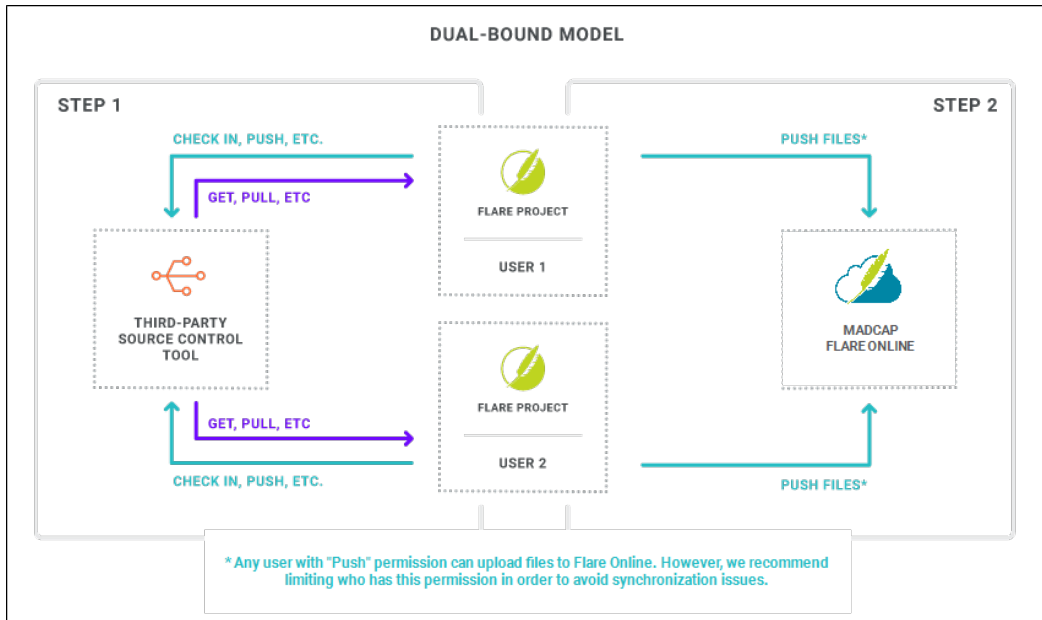 DUAL-BOUND MODEL
STEP 1
STEP 2
CHECK IN, PUSH, ETC.
GET, PULL, ETC
PUSH FILES*
FLARE PROJECT
USER 1
THIRD-PARTY
SOURCE CONTROL
TOOL
MADCAP
FLARE ONLINE
FLARE PROJECT
USER 2
GET, PULL, ETC
CHECK IN, PUSH, ETC.
PUSH FILES*
* Any user with "Push" permission can upload files to Flare Online. However, we recommend
limiting who has this permission in order to avoid synchronization issues.